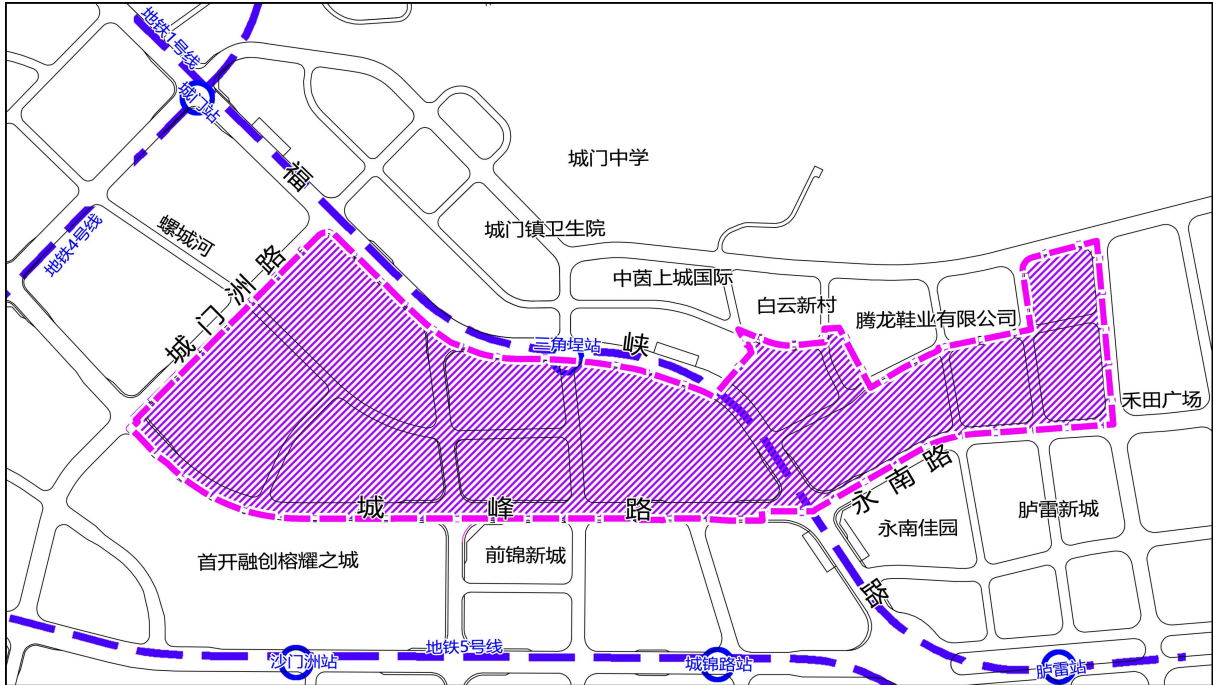 地铁1号线
城门站
福
城门中学
螺城河
城门镇卫生院
地铁4号线
城门洲路
中茵上城国际
白云新村
腾龙鞋业有限公司
三角埕站
峡
禾田广场
永南路
城峰路
胪雷新城
永南佳园
前锦新城
首开融创榕耀之城
路
地铁5号线
沙门洲站
城锦路站
胪雷站